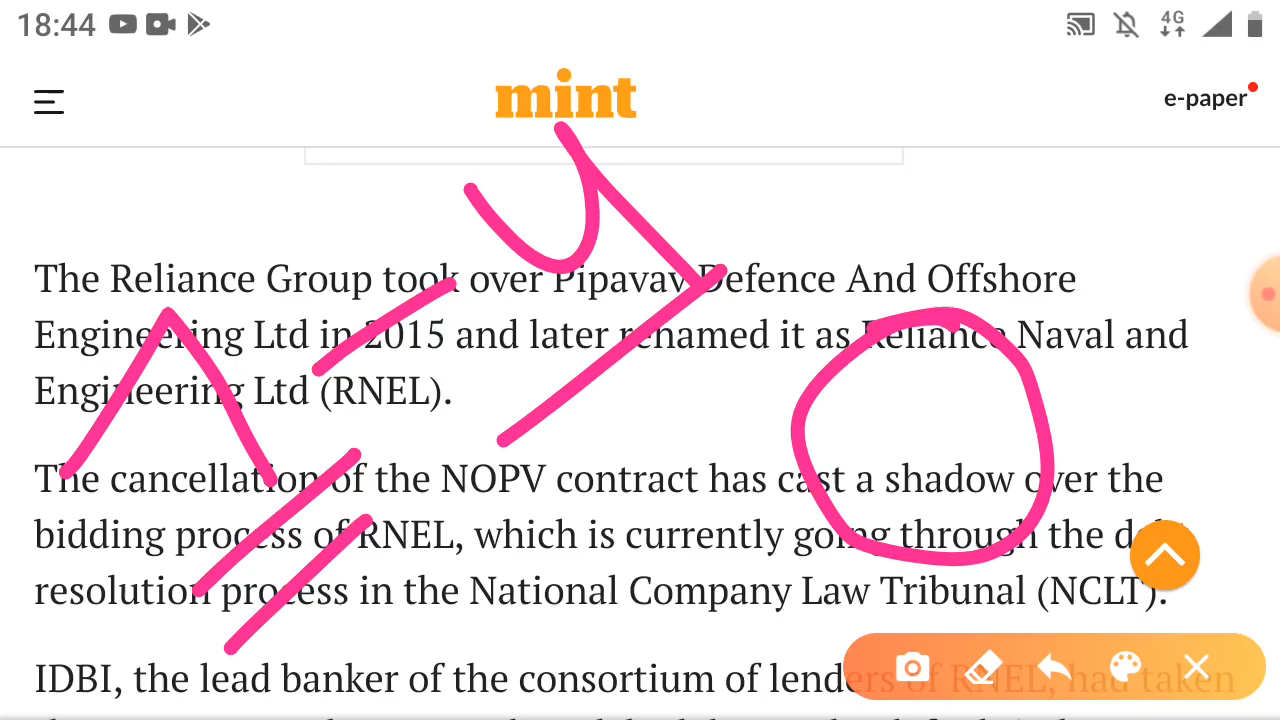 18:44 4G
mint
e-paper
The Reliance Group took over Pipavav Defence And Offshore
Engineering Ltd in 2015 and later renamed it as Reliance Naval and
Engineering Ltd (RNEL).
The cancellation of the NOPV contract has cast a shadow over the
bidding process of RNEL, which is currently going through the debt
resolution process in the National Company Law Tribunal (NCLT).
IDBI, the lead banker of the consortium of lenders of RNEL, had taken